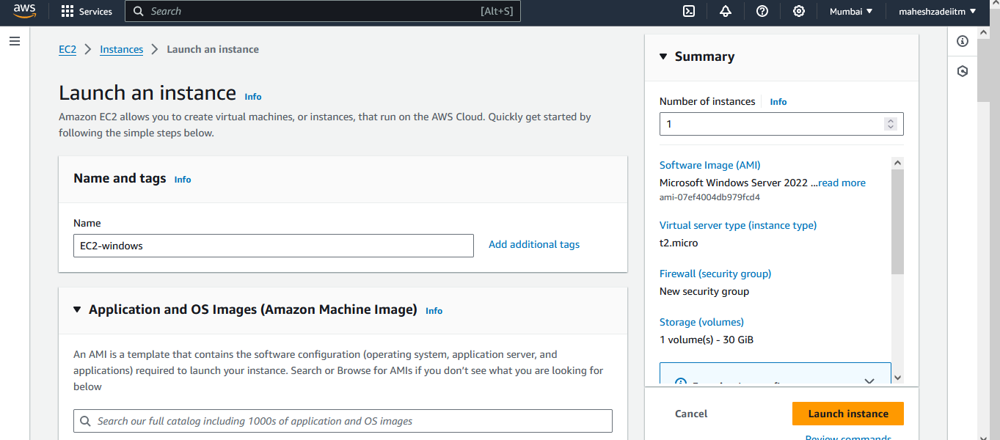 aws
Services
Search
[Alt+S]
Mumbai
maheshzadeiitm
EC2
Instances
Launch an instance
Launch an instance Info
Amazon EC2 allows you to create virtual machines, or instances, that run on the AWS Cloud. Quickly get started by
following the simple steps below.
Name and tags Info
Name
EC2-windows
Add additional tags
Application and OS Images (Amazon Machine Image) Info
An AMI is a template that contains the software configuration (operating system, application server, and
applications) required to launch your instance. Search or Browse for AMIs if you don’t see what you are looking for
below
Search our full catalog including 1000s of application and OS images
Summary
Number of instances Info
1
Software Image (AMI)
Microsoft Windows Server 2022 ...read more
ami-07ef4004db979fcd4
Virtual server type (instance type)
t2.micro
Firewall (security group)
New security group
Storage (volumes)
1 volume(s) - 30 GiB
Cancel
Launch instance
Review commands